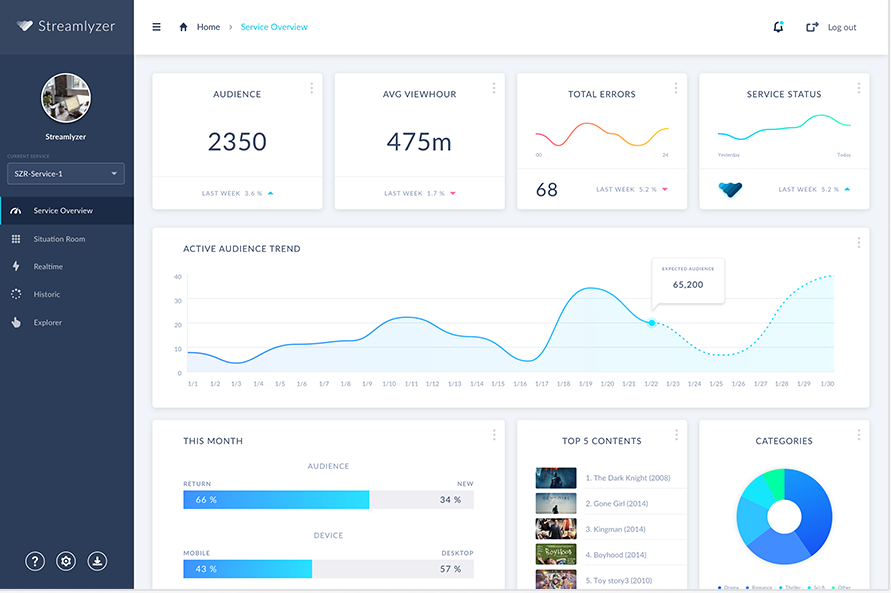 Streamlyzer
Home > Service Overview
Log out
Streamlyzer
CURRENT SERVICE
SZR-Service-1
Service Overview
Situation Room
Realtime
Historic
Explorer
?
AUDIENCE
2350
LAST WEEK 3.6 %
AVG VIEWHOUR
475m
LAST WEEK 1.7 %
TOTAL ERRORS
00 24
68 LAST WEEK 5.2 %
SERVICE STATUS
Yesterday Today
LAST WEEK 5.2 %
ACTIVE AUDIENCE TREND
EXPECTED AUDIENCE
65,200
40
30
20
10
0
1/1 1/2 1/3 1/4 1/5 1/6 1/7 1/8 1/9 1/10 1/11 1/12 1/13 1/14 1/15 1/16 1/17 1/18 1/19 1/20 1/21 1/22 1/23 1/24 1/25 1/26 1/27 1/28 1/29 1/30
THIS MONTH
AUDIENCE
RETURN NEW
66 % 34 %
DEVICE
MOBILE DESKTOP
43 % 57 %
TOP 5 CONTENTS
1. The Dark Knight (2008)
2. Gone Girl (2014)
3. Kingman (2014)
BOYHOOD
4. Boyhood (2014)
5. Toy story3 (2010)
CATEGORIES
Drama Romance Thriller Sci-fi Other